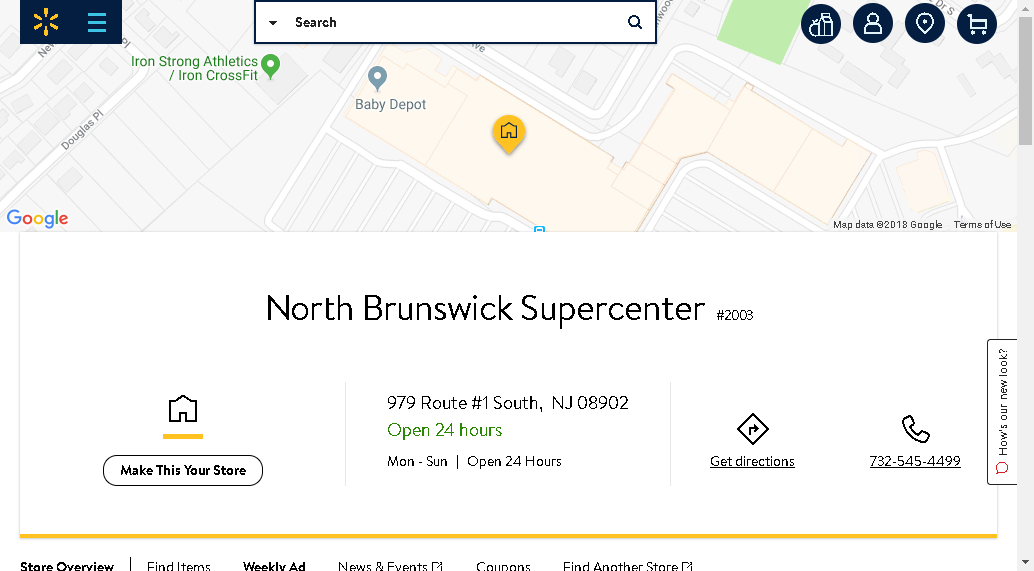 Search
Dr S
Iron Strong Athletics
/ Iron CrossFit
Baby Depot
Douglas Pl
Google
Map data ©2018 Google Terms of Use
North Brunswick Supercenter #2003
Make This Your Store
979 Route #1 South, NJ 08902
Open 24 hours
Mon - Sun | Open 24 Hours
Get directions
732-545-4499
How's our new look?
Store Overview | Find Items Weekly Ad News & Events Coupons Find Another Store